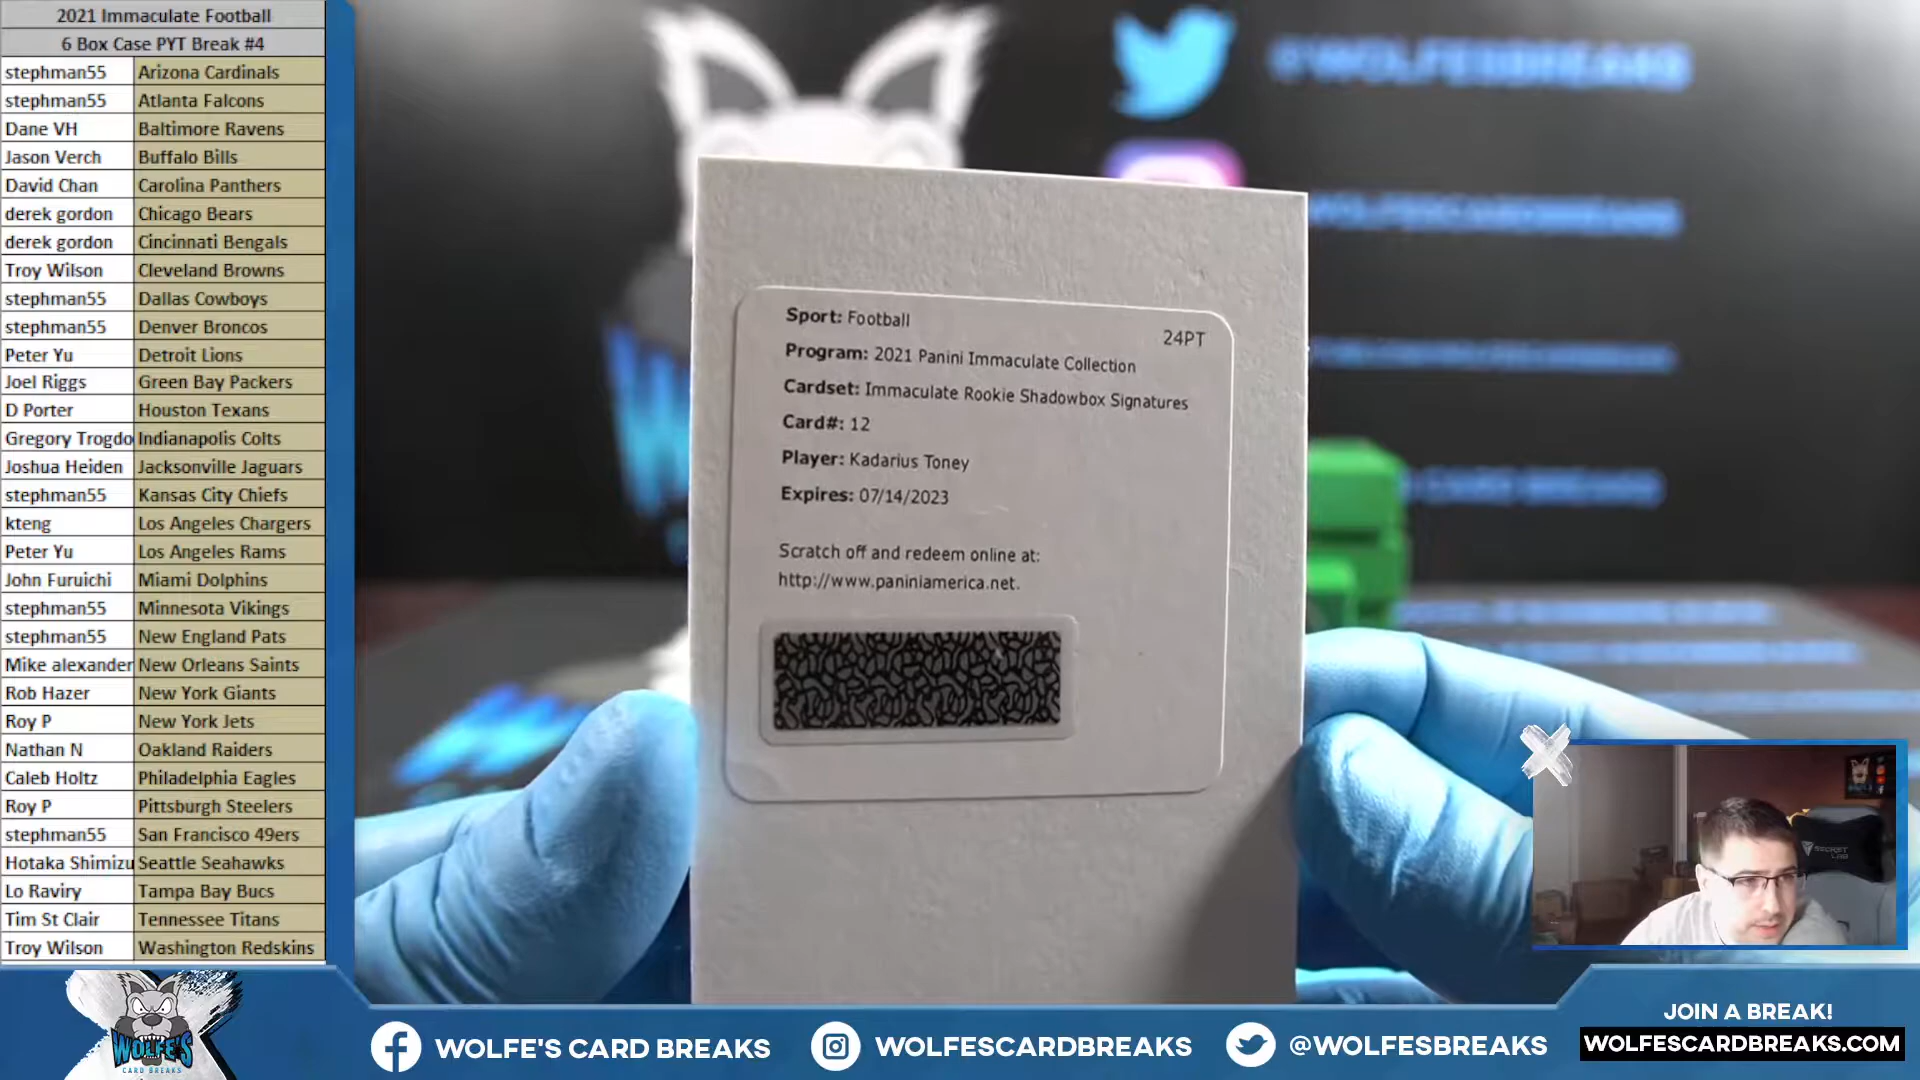 2021 Immaculate Football
6 Box Case PYT Break #4
stephman55 Arizona Cardinals
stephman55 Atlanta Falcons
Dane VH Baltimore Ravens
Jason Verch Buffalo Bills
David Chan Carolina Panthers
derek gordon Chicago Bears
derek gordon Cincinnati Bengals
Troy Wilson Cleveland Browns
stephman55 Dallas Cowboys
stephman55 Denver Broncos
Peter Yu Detroit Lions
Joel Riggs Green Bay Packers
D Porter Houston Texans
Gregory Trogdo Indianapolis Colts
Joshua Heiden Jacksonville Jaguars
stephman55 Kansas City Chiefs
kteng Los Angeles Chargers
Peter Yu Los Angeles Rams
John Furuichi Miami Dolphins
stephman55 Minnesota Vikings
stephman55 New England Pats
Mike alexander New Orleans Saints
Rob Hazer New York Giants
Roy P New York Jets
Nathan N Oakland Raiders
Caleb Holtz Philadelphia Eagles
Roy P Pittsburgh Steelers
stephman55 San Francisco 49ers
Hotaka Shimizu Seattle Seahawks
Lo Raviry Tampa Bay Bucs
Tim St Clair Tennessee Titans
Troy Wilson Washington Redskins
@WOLFESBREAKS
WOLFESCARDBREAKS
Sport: Football
24PT
Program: 2021 Panini Immaculate Collection
Cardset: Immaculate Rookie Shadowbox Signatures
Card#: 12
Player: Kadarius Toney
Expires: 07/14/2023
Scratch off and redeem online at:
http://www.paniniamerica.net.
SECRET
LAB
WOLFE'S
CARD BREAKS
WOLFE'S CARD BREAKS
WOLFESCARDBREAKS
@WOLFESBREAKS
JOIN A BREAK!
WOLFESCARDBREAKS.COM